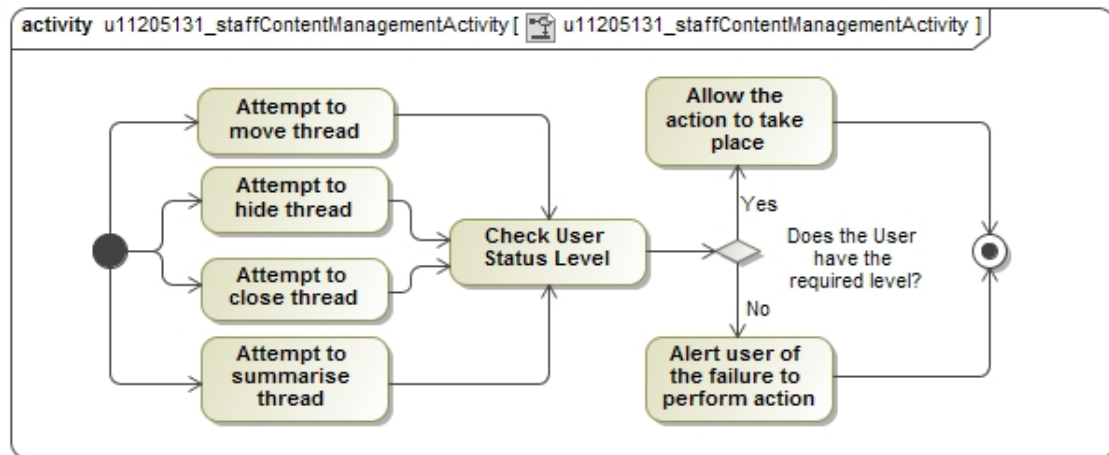 activity u11205131_staffContentManagementActivity [ u11205131_staffContentManagementActivity ]
Attempt to
move thread
Attempt to
hide thread
Attempt to
close thread
Attempt to
summarise
thread
Check User
Status Level
Allow the
action to take
place
Yes
Does the User
have the
required level?
No
Alert user of
the failure to
perform action